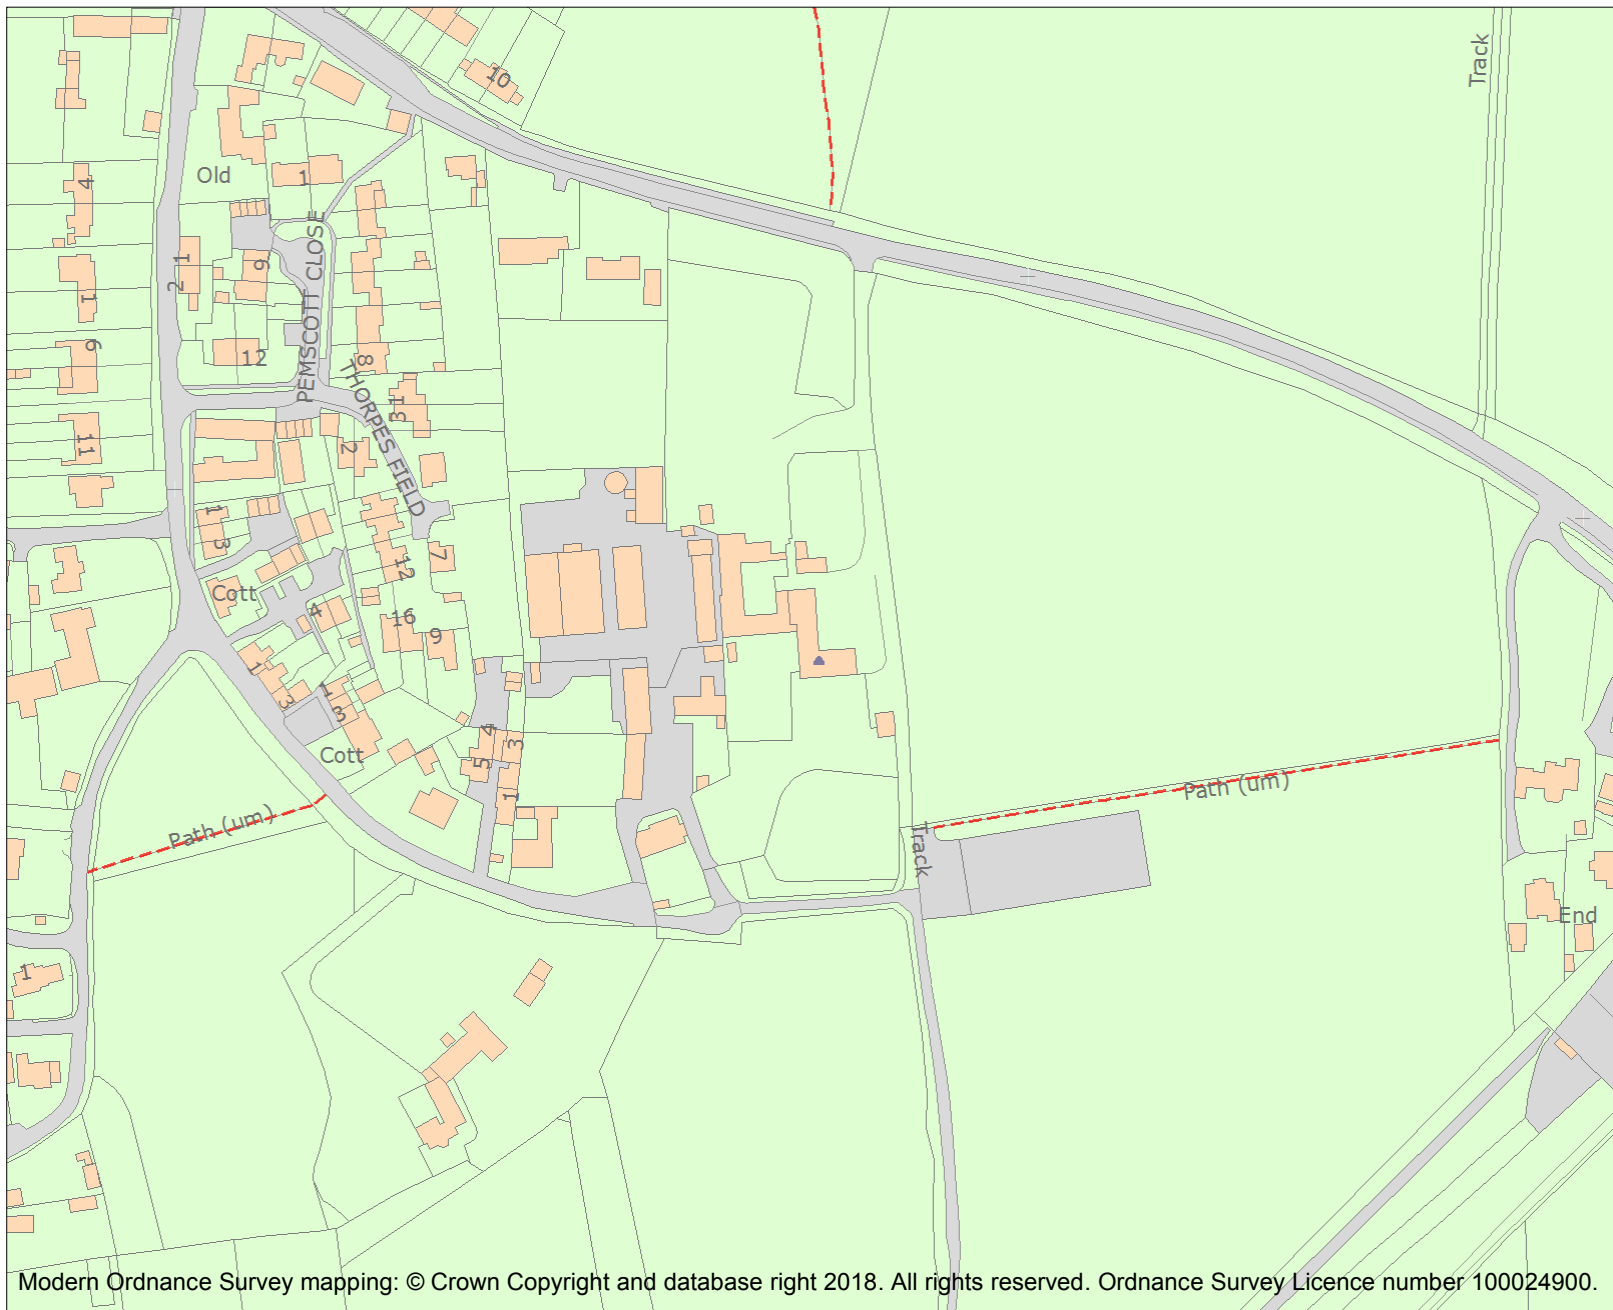 10
Track
Old
1
4
PEMSCOTT CLOSE
9
1
2
1
9
12
8
THORPES FIELD
1
3
11
2
1
3
7
12
Cott
4
16
9
1
3
1
3
Cott
4
3
5
1
Path (um)
Path (um)
Track
End
1
Modern Ordnance Survey mapping: © Crown Copyright and database right 2018. All rights reserved. Ordnance Survey Licence number 100024900.